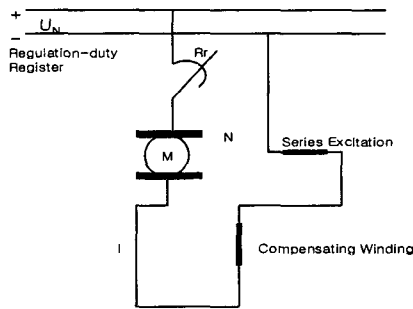 +
U_N
−
Regulation-duty
Register
Rr
M
N
Series Excitation
I
Compensating Winding